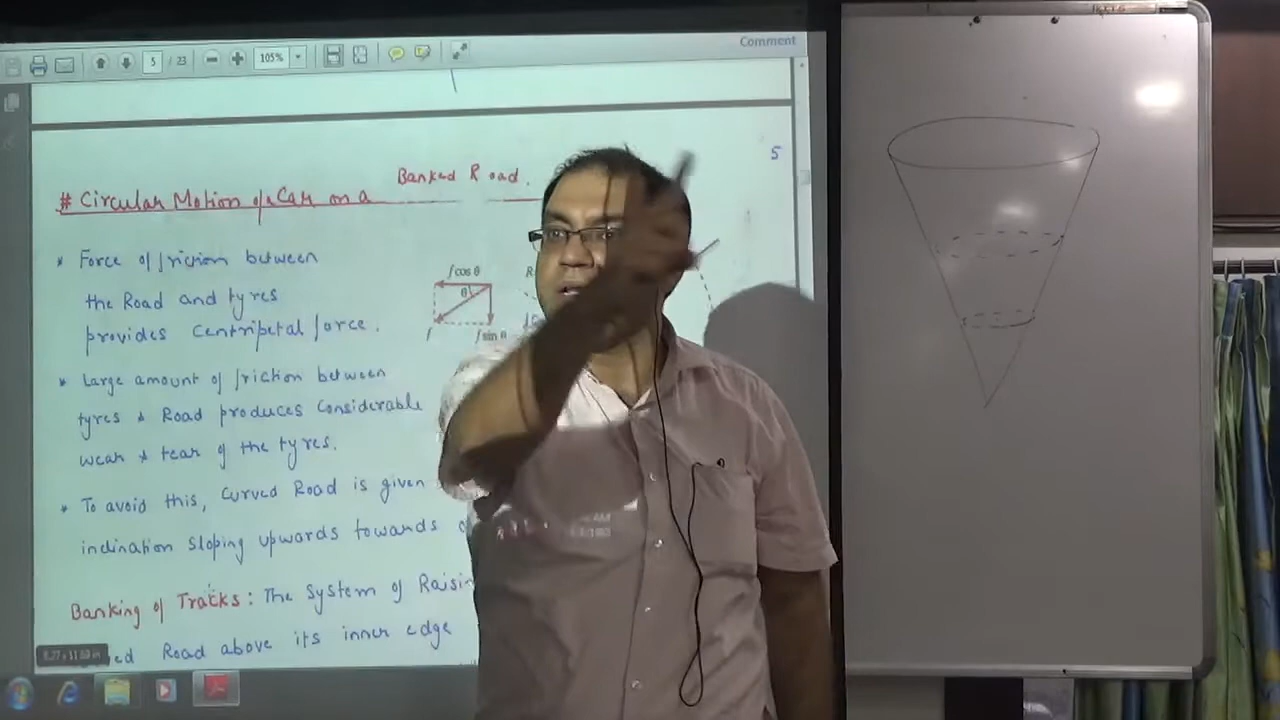 Comment
5 / 23
105%
5
# Circular Motion of a Car on a Banked Road.
* Force of friction between
the Road and tyres
provides Centripetal force.
f cos θ
θ
f
f sin θ
R
* Large amount of friction between
tyres & Road produces Considerable
wear & tear of the tyres.
* To avoid this, Curved Road is given
inclination sloping upwards towards
Banking of Tracks: The System of Raisin
Road above its inner edge